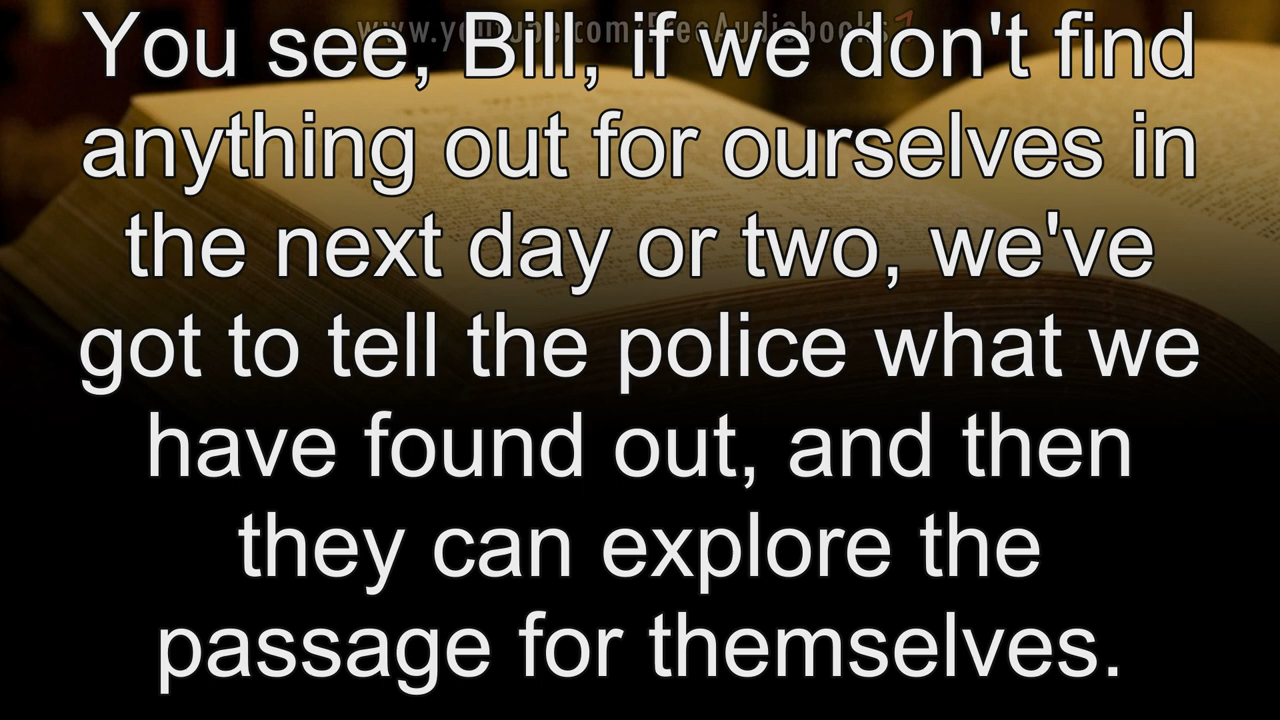 www.youtube.com/FreeAudiobooks
You see, Bill, if we don't find
anything out for ourselves in
the next day or two, we've
got to tell the police what we
have found out, and then
they can explore the
passage for themselves.